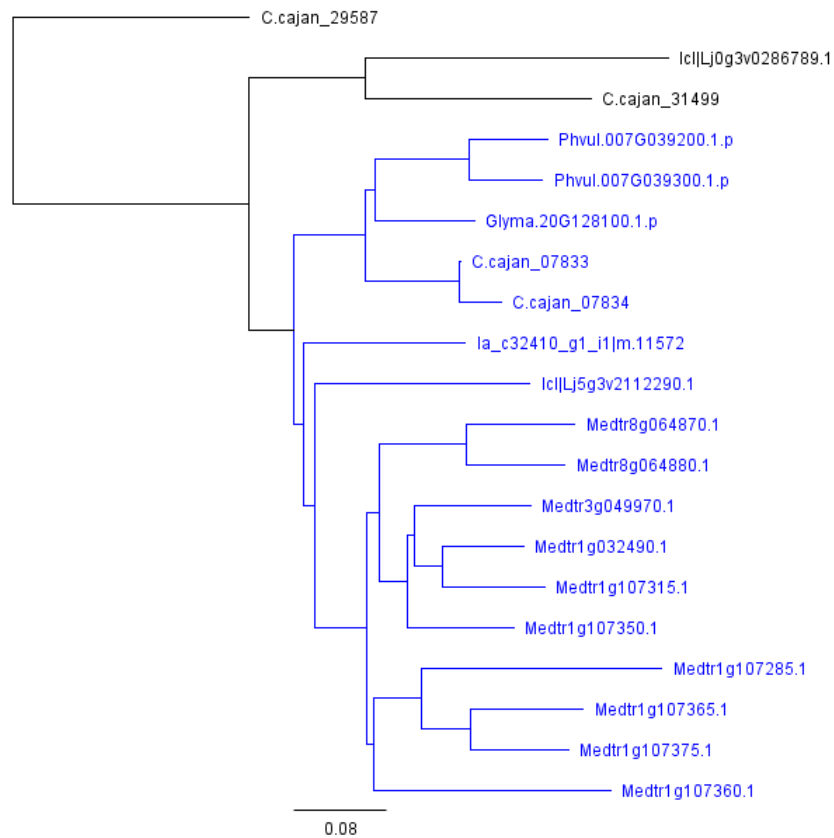 C.cajan_29587
lcl|Lj0g3v0286789.1
C.cajan_31499
Phvul.007G039200.1.p
Phvul.007G039300.1.p
Glyma.20G128100.1.p
C.cajan_07833
C.cajan_07834
la_c32410_g1_i1|m.11572
lcl|Lj5g3v2112290.1
Medtr8g064870.1
Medtr8g064880.1
Medtr3g049970.1
Medtr1g032490.1
Medtr1g107315.1
Medtr1g107350.1
Medtr1g107285.1
Medtr1g107365.1
Medtr1g107375.1
Medtr1g107360.1
0.08